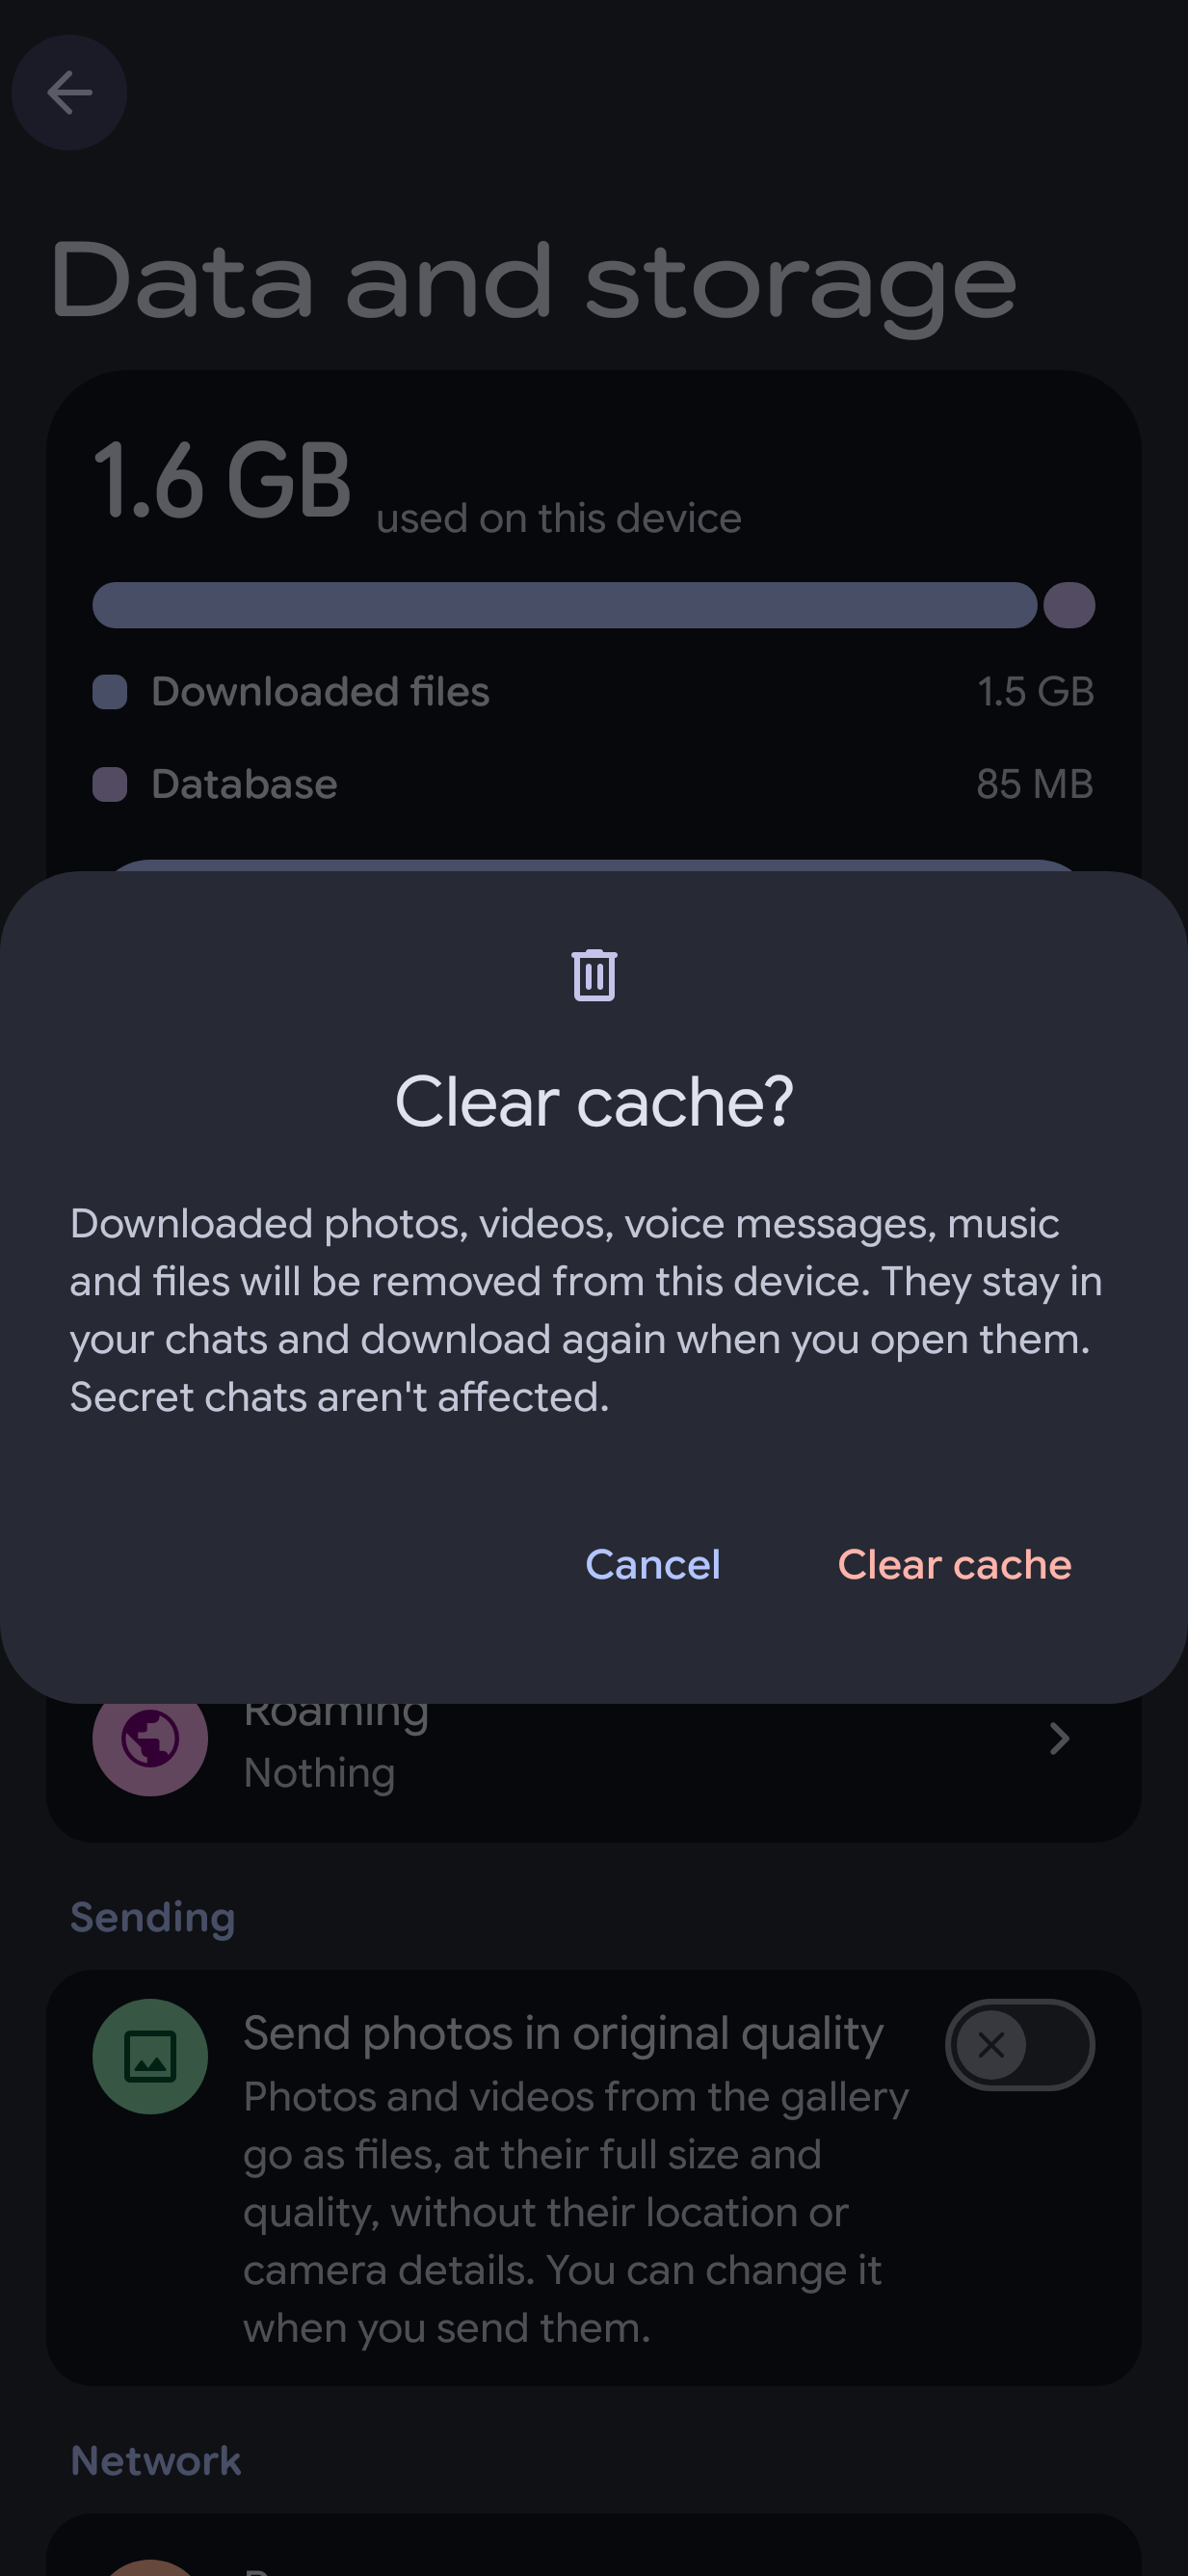 Data and storage
1.6 GB used on this device
Downloaded files 1.5 GB
Database 85 MB
Clear cache?
Downloaded photos, videos, voice messages, music
and files will be removed from this device. They stay in
your chats and download again when you open them.
Secret chats aren't affected.
Cancel Clear cache
Roaming
Nothing
Sending
Send photos in original quality
Photos and videos from the gallery
go as files, at their full size and
quality, without their location or
camera details. You can change it
when you send them.
Network